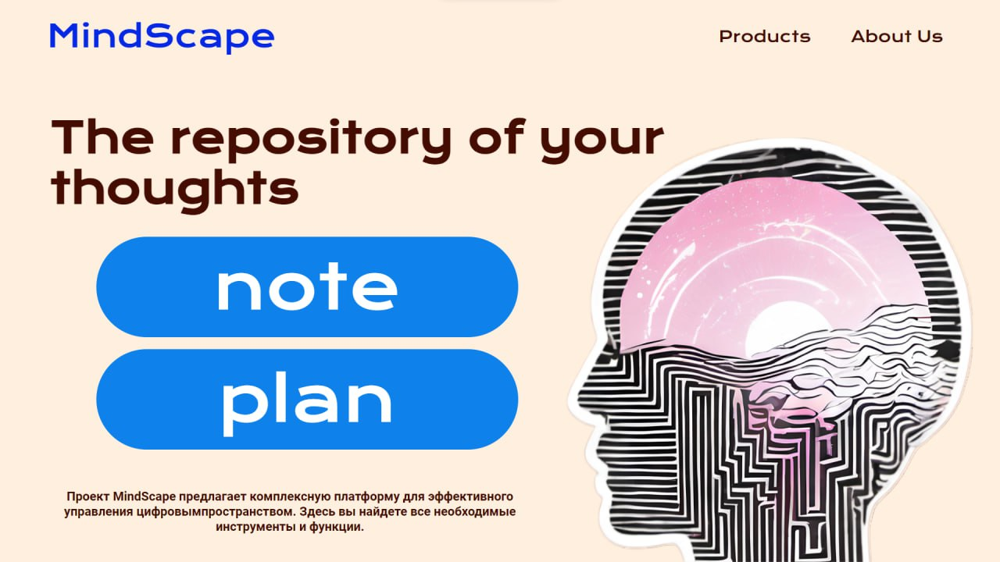 MindScape
Products
About Us
The repository of your
thoughts
note
plan
Проект MindScape предлагает комплексную платформу для эффективного
управления цифровымпространством. Здесь вы найдете все необходимые
инструменты и функции.